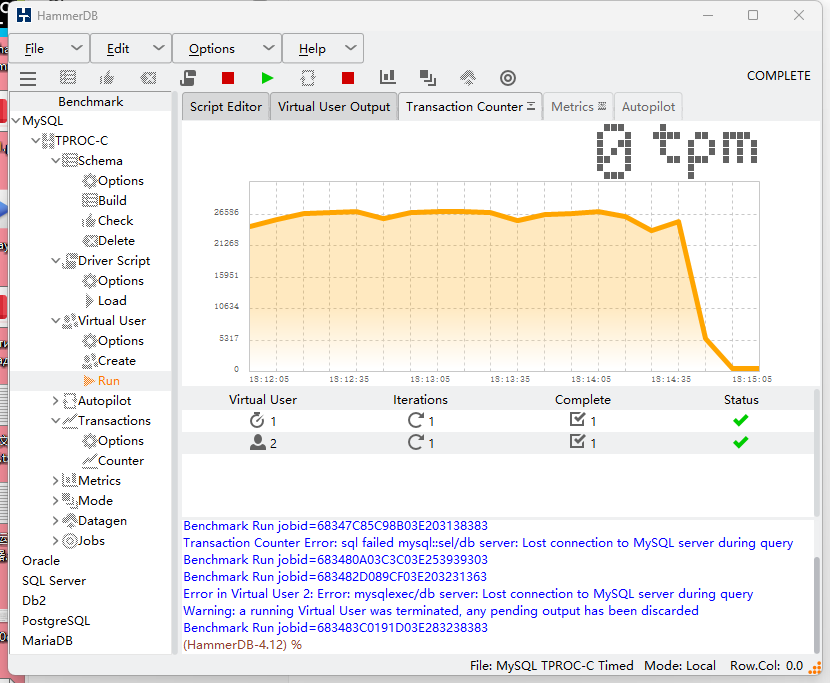 HammerDB
File Edit Options Help
COMPLETE
Benchmark
MySQL
TPROC-C
Schema
Options
Build
Check
Delete
Driver Script
Options
Load
Virtual User
Options
Create
Run
Autopilot
Transactions
Options
Counter
Metrics
Mode
Datagen
Jobs
Oracle
SQL Server
Db2
PostgreSQL
MariaDB
Script Editor Virtual User Output Transaction Counter Metrics Autopilot
0 tpm
26586
21268
15951
10634
5317
0
18:12:05 18:12:35 18:13:05 18:13:35 18:14:05 18:14:35 18:15:05
Virtual User Iterations Complete Status
1 1 1
2 1 1
Benchmark Run jobid=68347C85C98B03E203138383
Transaction Counter Error: sql failed mysql::sel/db server: Lost connection to MySQL server during query
Benchmark Run jobid=683480A03C3C03E253939303
Benchmark Run jobid=683482D089CF03E203231363
Error in Virtual User 2: Error: mysqlexec/db server: Lost connection to MySQL server during query
Warning: a running Virtual User was terminated, any pending output has been discarded
Benchmark Run jobid=683483C0191D03E283238383
(HammerDB-4.12) %
File: MySQL TPROC-C Timed Mode: Local Row.Col: 0.0